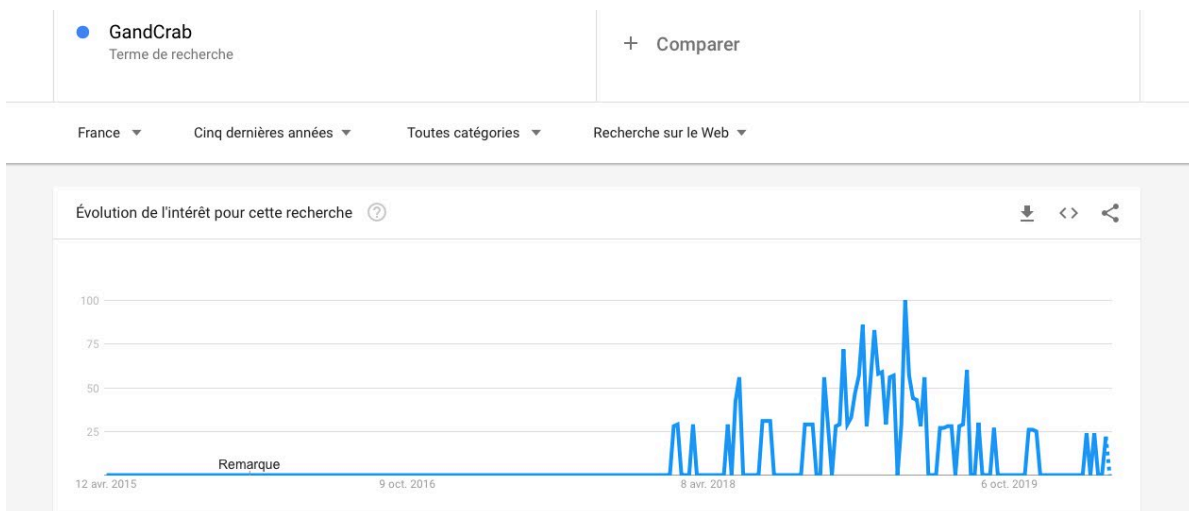 GandCrab
Terme de recherche
+ Comparer
France Cinq dernières années Toutes catégories Recherche sur le Web
Évolution de l'intérêt pour cette recherche ?
100
75
50
25
Remarque
12 avr. 2015 9 oct. 2016 8 avr. 2018 6 oct. 2019